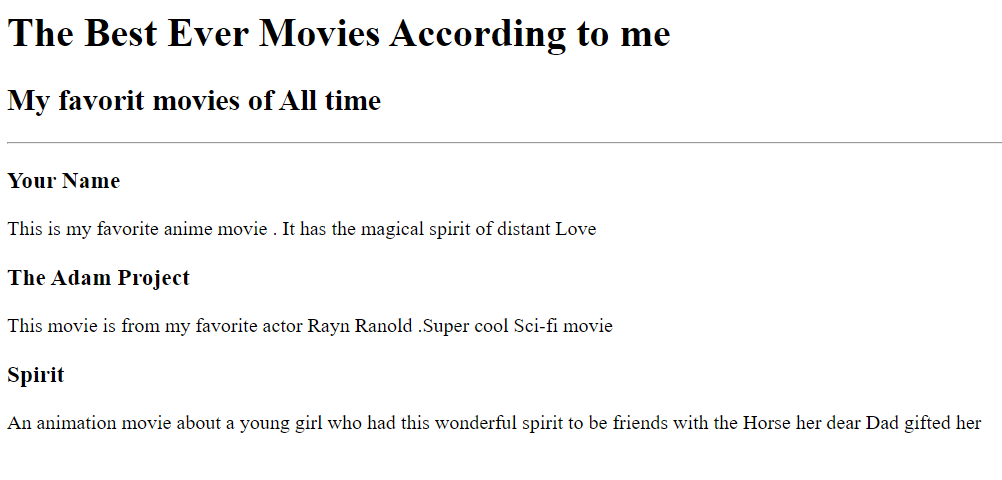 The Best Ever Movies According to me
My favorit movies of All time
Your Name
This is my favorite anime movie . It has the magical spirit of distant Love
The Adam Project
This movie is from my favorite actor Rayn Ranold .Super cool Sci-fi movie
Spirit
An animation movie about a young girl who had this wonderful spirit to be friends with the Horse her dear Dad gifted her